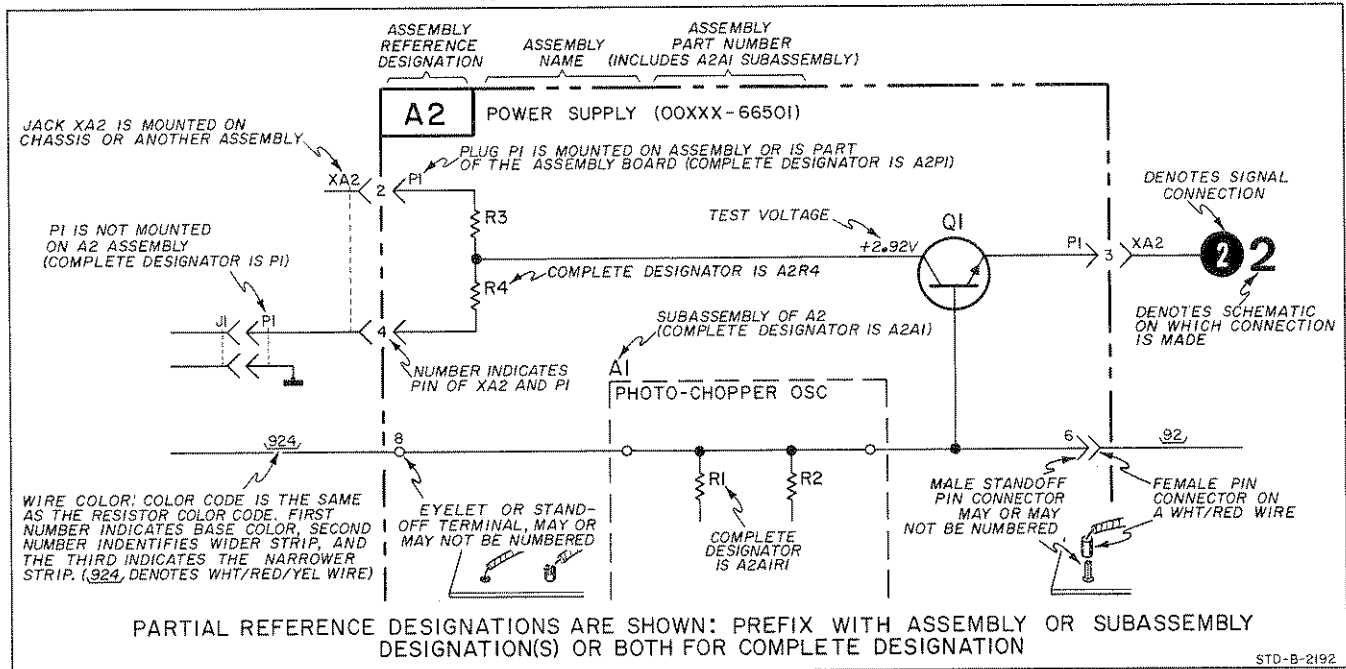 ASSEMBLY
REFERENCE
DESIGNATION
ASSEMBLY
NAME
ASSEMBLY
PART NUMBER
(INCLUDES A2A1 SUBASSEMBLY)
A2
POWER SUPPLY (00XXX-66501)
JACK XA2 IS MOUNTED ON
CHASSIS OR ANOTHER ASSEMBLY
PLUG P1 IS MOUNTED ON ASSEMBLY OR IS PART
OF THE ASSEMBLY BOARD (COMPLETE DESIGNATOR IS A2P1)
XA2
2
P1
R3
P1 IS NOT MOUNTED
ON A2 ASSEMBLY
(COMPLETE DESIGNATOR IS P1)
TEST VOLTAGE
+2.92V
Q1
P1
3
XA2
DENOTES SIGNAL
CONNECTION
2
2
R4
COMPLETE DESIGNATOR IS A2R4
DENOTES SCHEMATIC
ON WHICH CONNECTION
IS MADE
J1
P1
4
NUMBER INDICATES
PIN OF XA2 AND P1
SUBASSEMBLY OF A2
(COMPLETE DESIGNATOR IS A2A1)
A1
PHOTO-CHOPPER OSC
924
8
6
92
R1
R2
WIRE COLOR: COLOR CODE IS THE SAME
AS THE RESISTOR COLOR CODE. FIRST
NUMBER INDICATES BASE COLOR, SECOND
NUMBER INDENTIFIES WIDER STRIP, AND
THE THIRD INDICATES THE NARROWER
STRIP. (924 DENOTES WHT/RED/YEL WIRE)
EYELET OR STAND-
OFF TERMINAL, MAY OR
MAY NOT BE NUMBERED
COMPLETE
DESIGNATOR
IS A2A1R1
MALE STANDOFF
PIN CONNECTOR
MAY OR MAY
NOT BE NUMBERED
FEMALE PIN
CONNECTOR ON
A WHT/RED WIRE
PARTIAL REFERENCE DESIGNATIONS ARE SHOWN: PREFIX WITH ASSEMBLY OR SUBASSEMBLY
DESIGNATION(S) OR BOTH FOR COMPLETE DESIGNATION
STD-B-2192